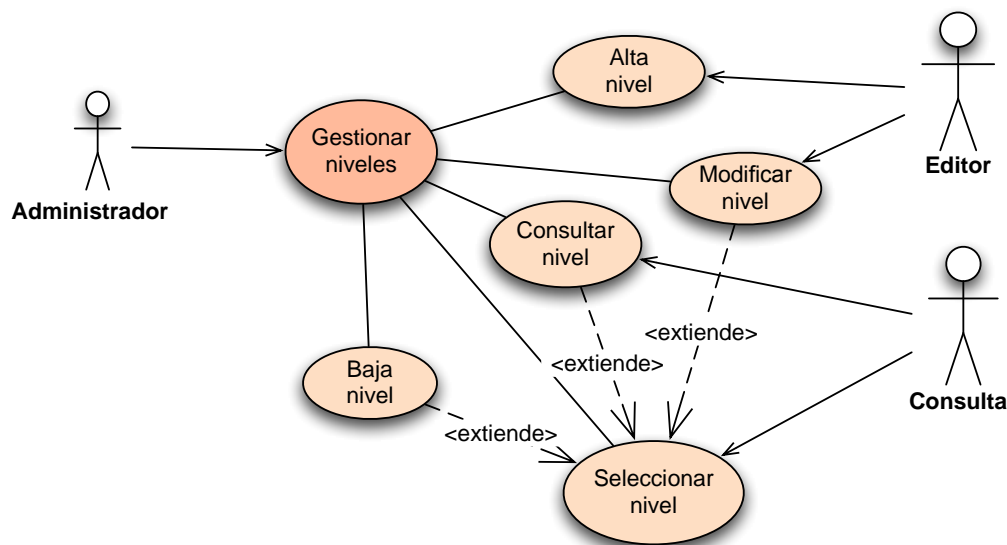 Alta
nivel
Gestionar
niveles
Administrador
Editor
Modificar
nivel
Consultar
nivel
<extiende>
<extiende>
Baja
nivel
<extiende>
Consulta
Seleccionar
nivel